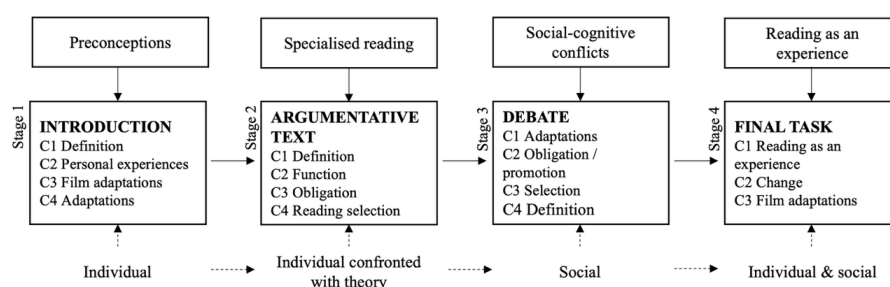 Preconceptions
Specialised reading
Social-cognitive
conflicts
Reading as an
experience
Stage 1
INTRODUCTION
C1 Definition
C2 Personal experiences
C3 Film adaptations
C4 Adaptations
Stage 2
ARGUMENTATIVE
TEXT
C1 Definition
C2 Function
C3 Obligation
C4 Reading selection
Stage 3
DEBATE
C1 Adaptations
C2 Obligation /
promotion
C3 Selection
C4 Definition
Stage 4
FINAL TASK
C1 Reading as an
experience
C2 Change
C3 Film adaptations
Individual
Individual confronted
with theory
Social
Individual & social